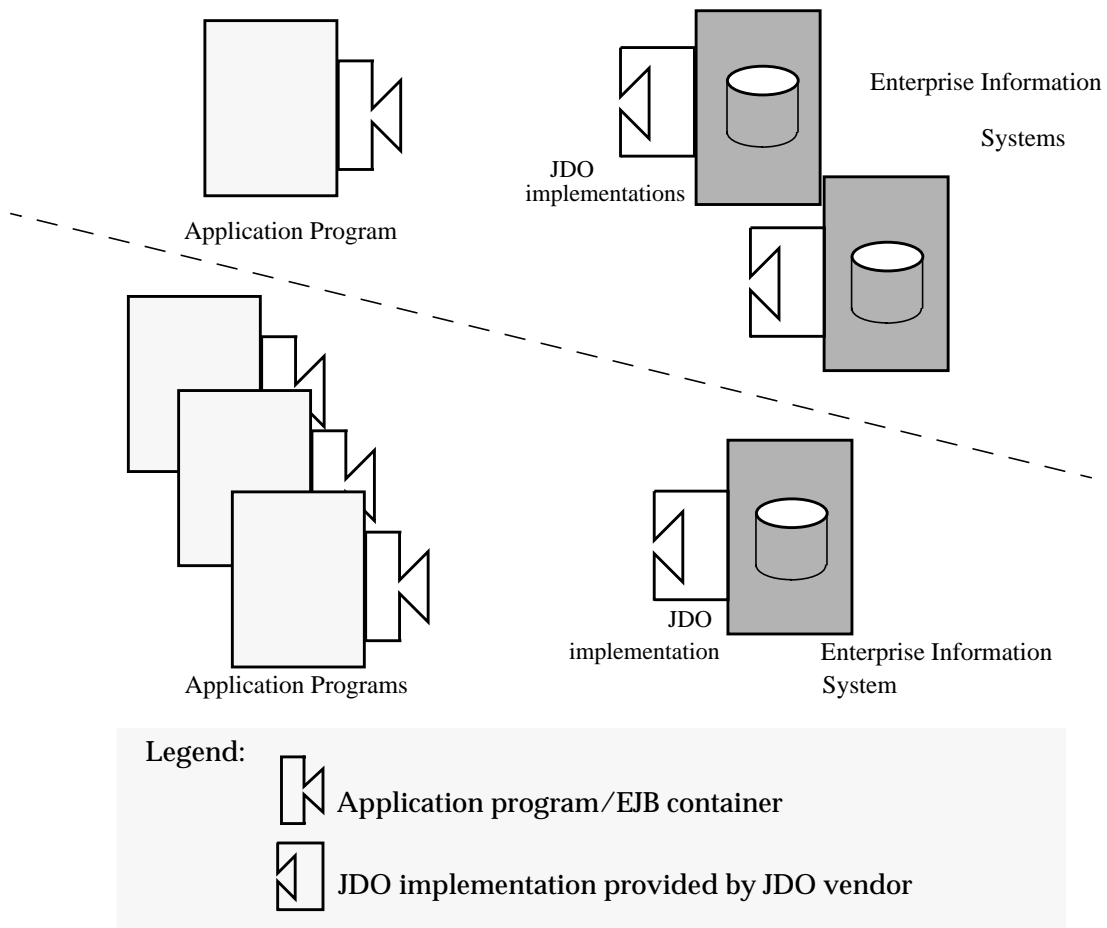 Enterprise Information
Systems
JDO
implementations
Application Program
JDO
implementation
Enterprise Information
System
Application Programs
Legend:
Application program/EJB container
JDO implementation provided by JDO vendor